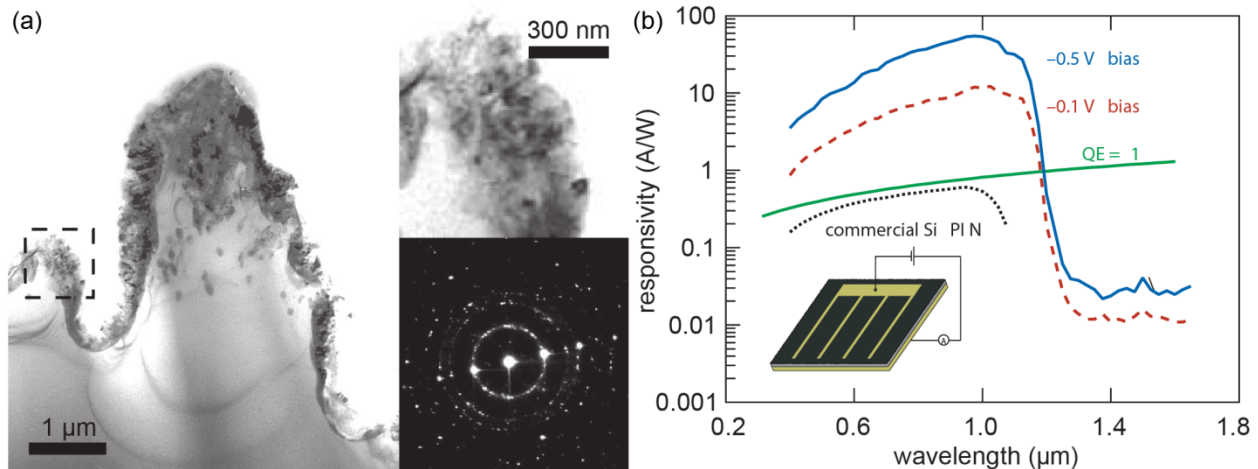 (a)
300 nm
1 µm
(b)
responsivity (A/W)
100
10
1
0.1
0.01
0.001
–0.5 V bias
–0.1 V bias
QE = 1
commercial Si PI N
A
0.2
0.6
1.0
1.4
1.8
wavelength (µm)